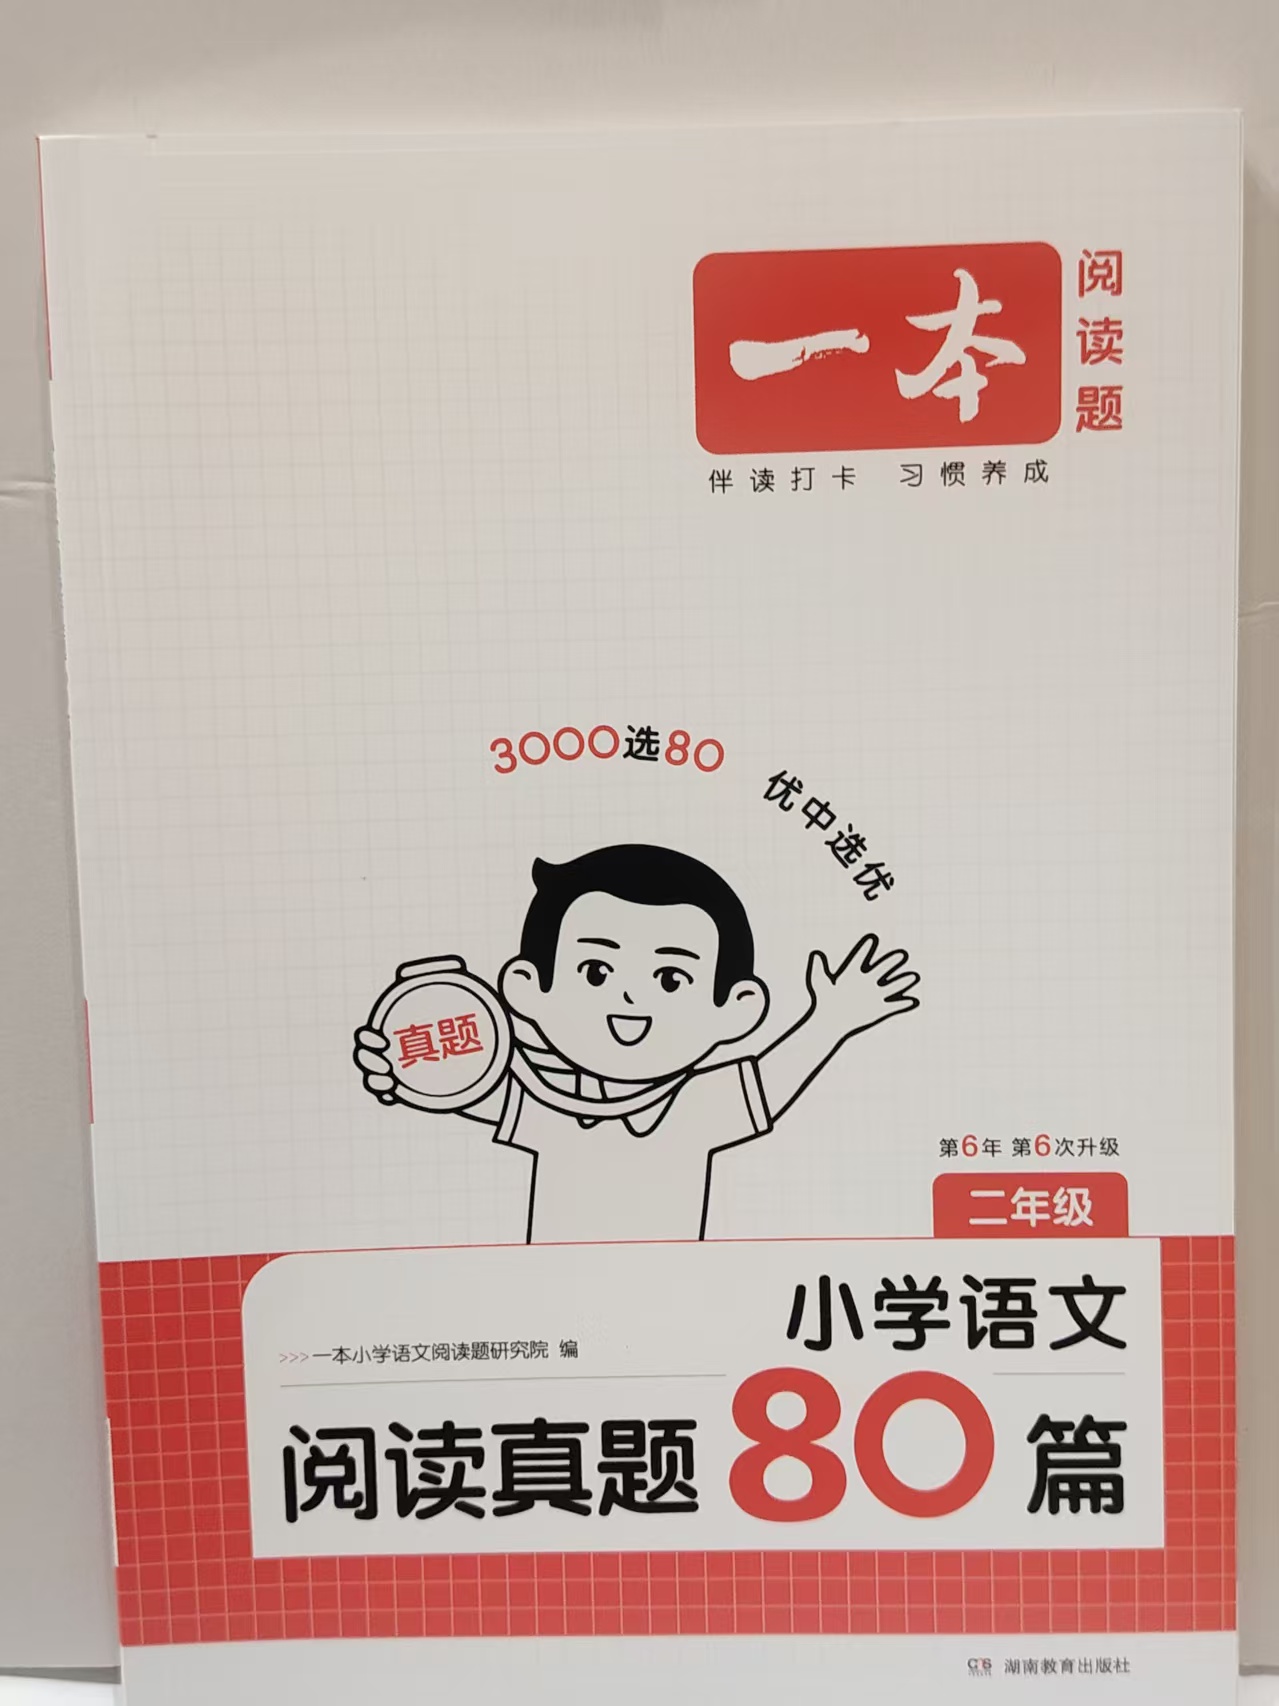 一本
阅读题
伴读打卡 习惯养成
3000选80 优中选优
真题
第6年 第6次升级
二年级
小学语文
>>>一本小学语文阅读题研究院 编
阅读真题80篇
湖南教育出版社